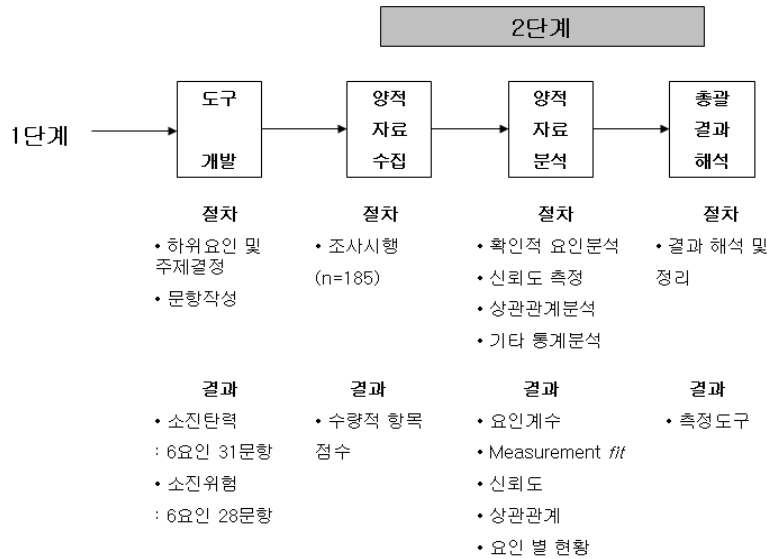 2단계
1단계
도구
개발
양적
자료
수집
양적
자료
분석
총괄
결과
해석
절차
• 하위요인 및
주제결정
• 문항작성
절차
• 조사시행
(n=185)
절차
• 확인적 요인분석
• 신뢰도 측정
• 상관관계분석
• 기타 통계분석
절차
• 결과 해석 및
정리
결과
• 소진탄력
: 6요인 31문항
• 소진위험
: 6요인 28문항
결과
• 수량적 항목
점수
결과
• 요인계수
• Measurement fit
• 신뢰도
• 상관관계
• 요인 별 현황
결과
• 측정도구